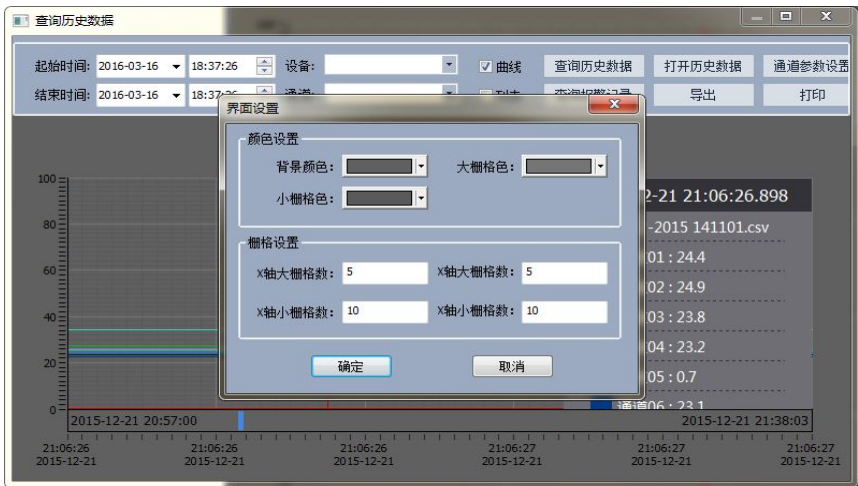 查询历史数据
起始时间: 2016-03-16 18:37:26 设备: 曲线 查询历史数据 打开历史数据 通道参数设置
结束时间: 2016-03-16 导出 打印
界面设置
颜色设置
背景颜色: 大栅格色:
小栅格色:
栅格设置
X轴大栅格数: 5 X轴大栅格数: 5
X轴小栅格数: 10 X轴小栅格数: 10
确定 取消
100
80
60
40
20
0
2-21 21:06:26.898
-2015 141101.csv
01 : 24.4
02 : 24.9
03 : 23.8
04 : 23.2
05 : 0.7
通道06 : 23.1
2015-12-21 20:57:00 2015-12-21 21:38:03
21:06:26 21:06:26 21:06:26 21:06:27 21:06:27 21:06:27
2015-12-21 2015-12-21 2015-12-21 2015-12-21 2015-12-21 2015-12-21